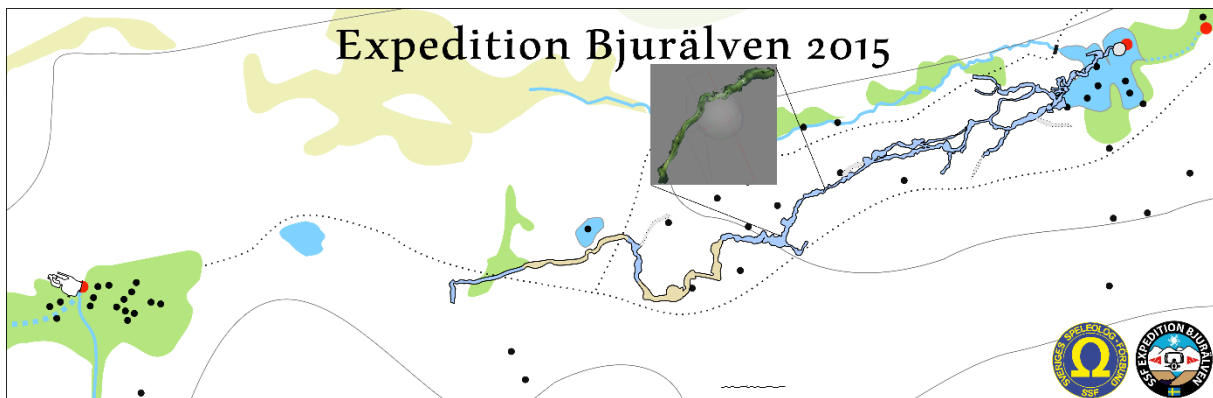 Expedition Bjurälven 2015
SVERIGES SPELEOLOG-FÖRBUND
SSF
SSF EXPEDITION BJURÄLVEN